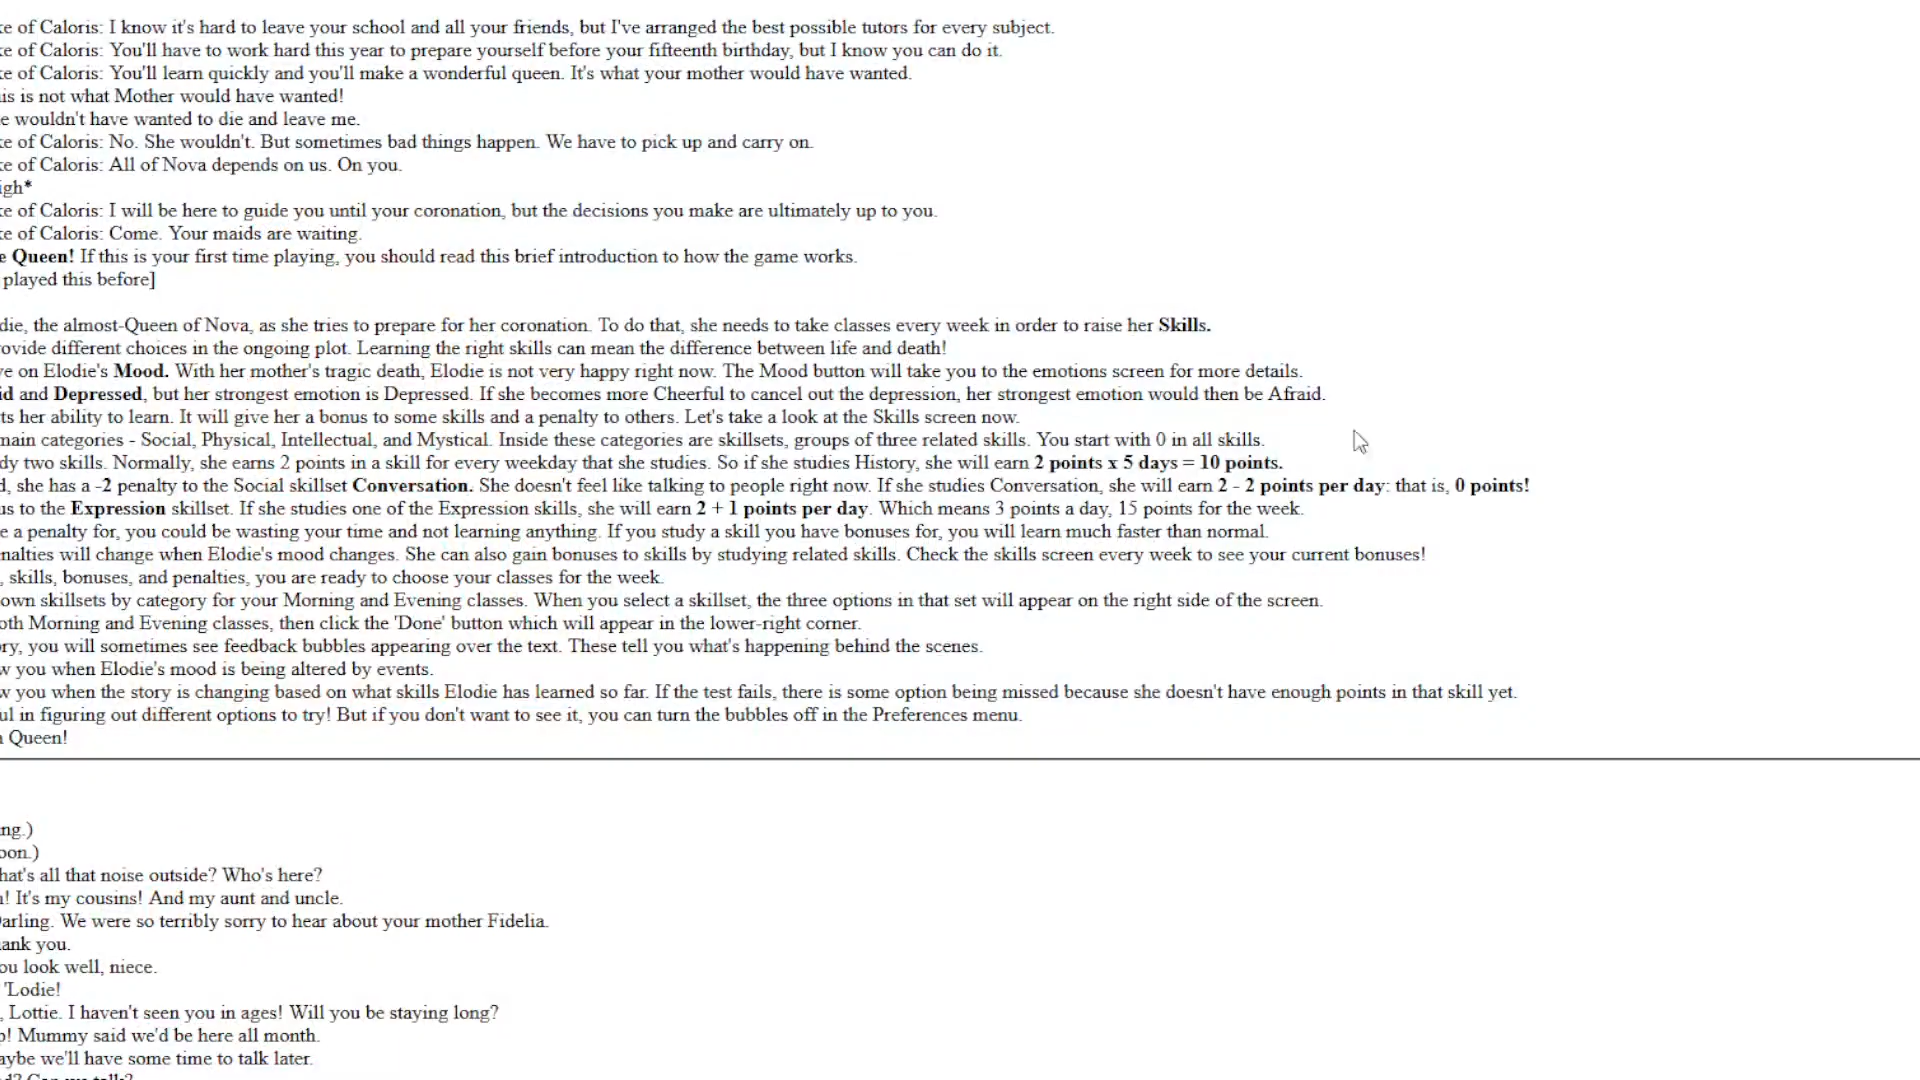 ke of Caloris: I know it's hard to leave your school and all your friends, but I've arranged the best possible tutors for every subject.
ke of Caloris: You'll have to work hard this year to prepare yourself before your fifteenth birthday, but I know you can do it.
ke of Caloris: You'll learn quickly and you'll make a wonderful queen. It's what your mother would have wanted.
is is not what Mother would have wanted!
e wouldn't have wanted to die and leave me.
ke of Caloris: No. She wouldn't. But sometimes bad things happen. We have to pick up and carry on.
ke of Caloris: All of Nova depends on us. On you.
igh*
ke of Caloris: I will be here to guide you until your coronation, but the decisions you make are ultimately up to you.
ke of Caloris: Come. Your maids are waiting.
e Queen! If this is your first time playing, you should read this brief introduction to how the game works.
played this before]
die, the almost-Queen of Nova, as she tries to prepare for her coronation. To do that, she needs to take classes every week in order to raise her Skills.
rovide different choices in the ongoing plot. Learning the right skills can mean the difference between life and death!
ve on Elodie's Mood. With her mother's tragic death, Elodie is not very happy right now. The Mood button will take you to the emotions screen for more details.
id and Depressed, but her strongest emotion is Depressed. If she becomes more Cheerful to cancel out the depression, her strongest emotion would then be Afraid.
ts her ability to learn. It will give her a bonus to some skills and a penalty to others. Let's take a look at the Skills screen now.
main categories - Social, Physical, Intellectual, and Mystical. Inside these categories are skillsets, groups of three related skills. You start with 0 in all skills.
dy two skills. Normally, she earns 2 points in a skill for every weekday that she studies. So if she studies History, she will earn 2 points x 5 days = 10 points.
d, she has a -2 penalty to the Social skillset Conversation. She doesn't feel like talking to people right now. If she studies Conversation, she will earn 2 - 2 points per day: that is, 0 points!
us to the Expression skillset. If she studies one of the Expression skills, she will earn 2 + 1 points per day. Which means 3 points a day, 15 points for the week.
e a penalty for, you could be wasting your time and not learning anything. If you study a skill you have bonuses for, you will learn much faster than normal.
nalties will change when Elodie's mood changes. She can also gain bonuses to skills by studying related skills. Check the skills screen every week to see your current bonuses!
, skills, bonuses, and penalties, you are ready to choose your classes for the week.
own skillsets by category for your Morning and Evening classes. When you select a skillset, the three options in that set will appear on the right side of the screen.
oth Morning and Evening classes, then click the 'Done' button which will appear in the lower-right corner.
ry, you will sometimes see feedback bubbles appearing over the text. These tell you what's happening behind the scenes.
w you when Elodie's mood is being altered by events.
w you when the story is changing based on what skills Elodie has learned so far. If the test fails, there is some option being missed because she doesn't have enough points in that skill yet.
ul in figuring out different options to try! But if you don't want to see it, you can turn the bubbles off in the Preferences menu.
a Queen!
ng.)
oon.)
hat's all that noise outside? Who's here?
h! It's my cousins! And my aunt and uncle.
arling. We were so terribly sorry to hear about your mother Fidelia.
ank you.
ou look well, niece.
'Lodie!
, Lottie. I haven't seen you in ages! Will you be staying long?
p! Mummy said we'd be here all month.
aybe we'll have some time to talk later.